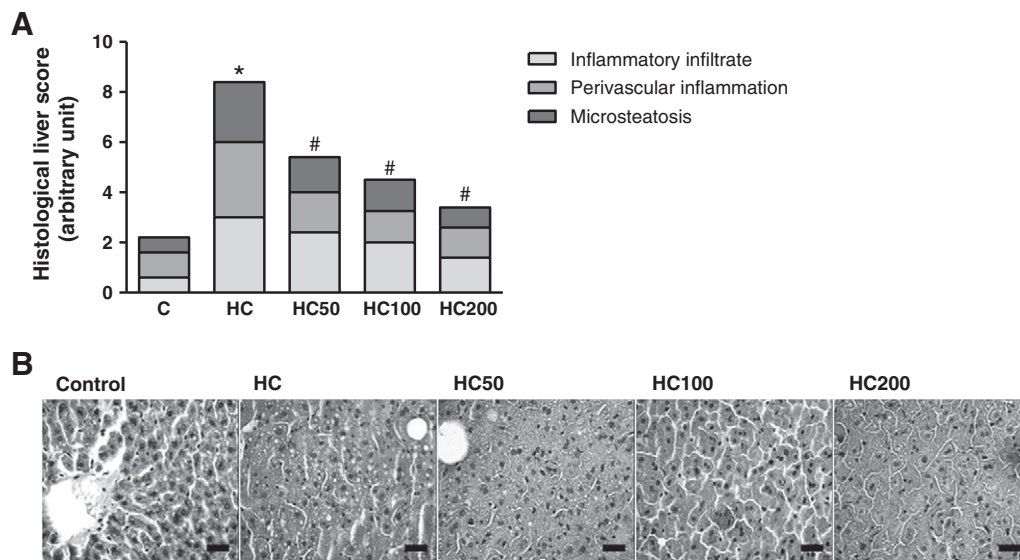 A
Histological liver score
(arbitrary unit)
10
8
6
4
2
0
*
#
#
#
C HC HC50 HC100 HC200
Inflammatory infiltrate
Perivascular inflammation
Microsteatosis
B
Control HC HC50 HC100 HC200